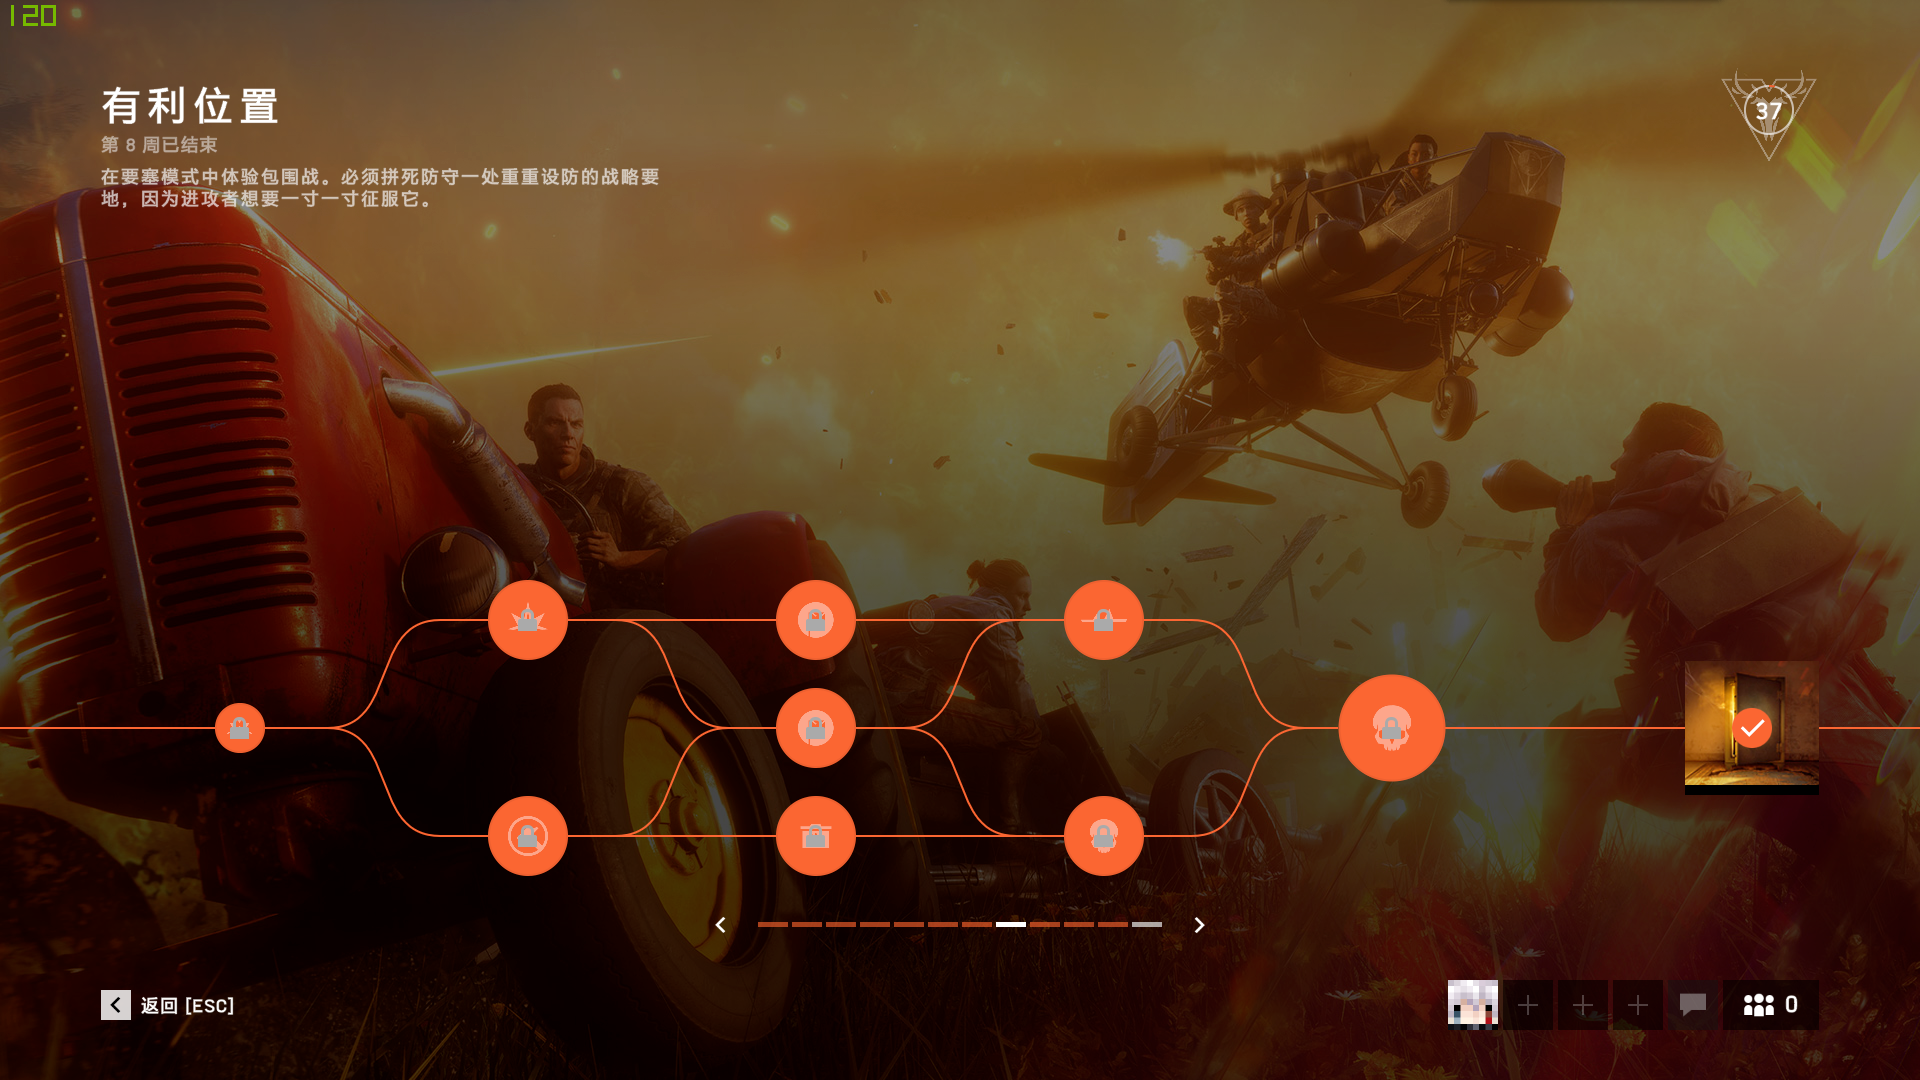 120
有利位置
37
第 8 周已结束
在要塞模式中体验包围战。必须拼死防守一处重重设防的战略要
地，因为进攻者想要一寸一寸征服它。
返回 [ESC]
0